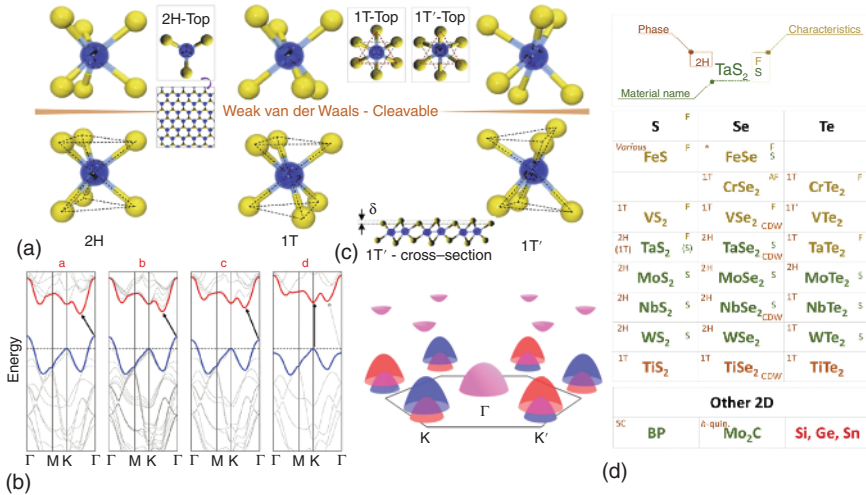 2H-Top
1T-Top
1T′-Top
Weak van der Waals - Cleavable
2H
1T
1T′
δ
1T′ - cross–section
(a)
(c)
a
b
c
d
Energy
Γ M K Γ
Γ M K Γ
Γ M K Γ
Γ M K Γ
(b)
Γ
K
K′
Phase
Characteristics
2H TaS2 F S
Material name
S F Se Te
Various FeS F * FeSe F S
1T CrSe2 AF 1T CrTe2 F
1T VS2 F 1T VSe2 F CDW 1T′ VTe2
2H (1T) TaS2 F (S) 2H TaSe2 S CDW 1T TaTe2 F
2H MoS2 S 2H MoSe2 S 2H MoTe2 S
2H NbS2 S 2H NbSe2 S CDW 1T NbTe2 S
2H WS2 S 2H WSe2 1T WTe2 S
1T TiS2 1T TiSe2 CDW 1T TiTe2
Other 2D
SC BP Mo2C Si, Ge, Sn
(d)